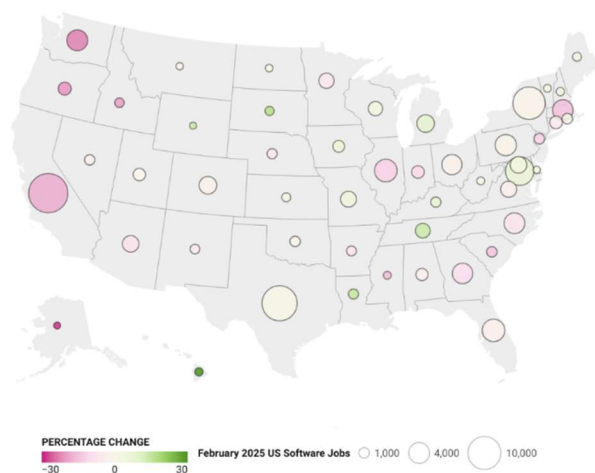 PERCENTAGE CHANGE
−30 0 30
February 2025 US Software Jobs 1,000 4,000 10,000